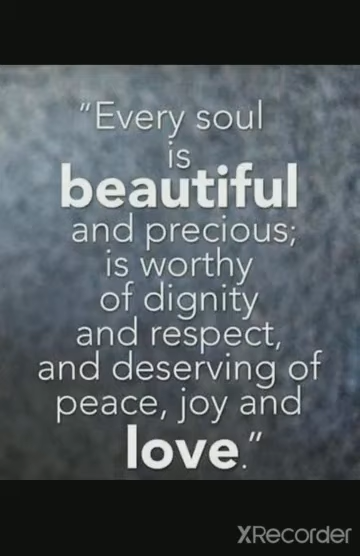 “Every soul
is
beautiful
and precious;
is worthy
of dignity
and respect,
and deserving of
peace, joy and
love.”
XRecorder